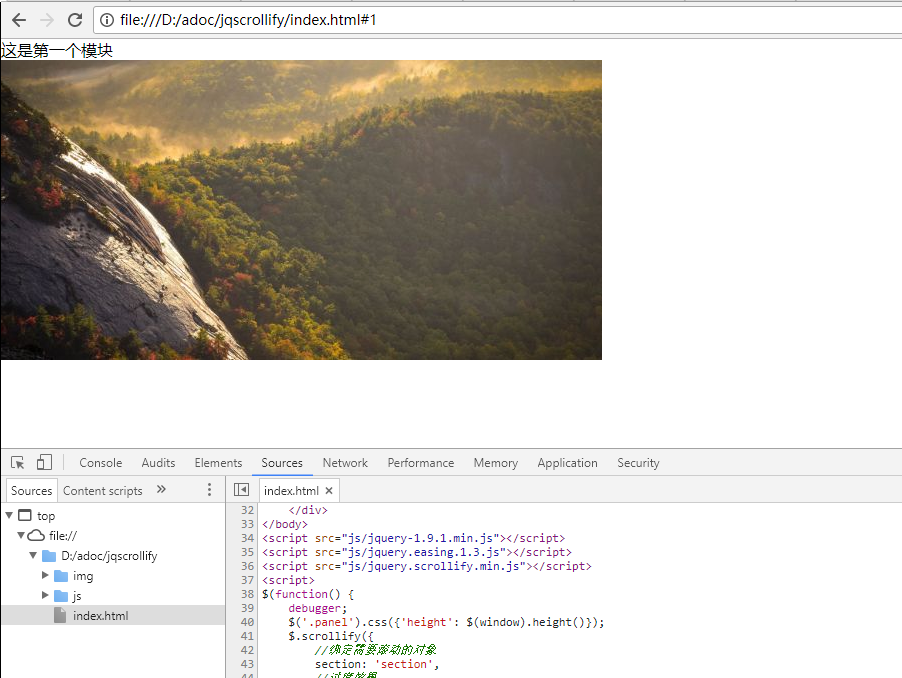 file:///D:/adoc/jqscrollify/index.html#1
这是第一个模块
Console Audits Elements Sources Network Performance Memory Application Security
Sources Content scripts »
index.html ×
top
file://
D:/adoc/jqscrollify
img
js
index.html
32 </div>
33 </body>
34 <script src="js/jquery-1.9.1.min.js"></script>
35 <script src="js/jquery.easing.1.3.js"></script>
36 <script src="js/jquery.scrollify.min.js"></script>
37 <script>
38 $(function() {
39 debugger;
40 $('.panel').css({'height': $(window).height()});
41 $.scrollify({
42 //绑定需要滚动的对象
43 section: 'section',